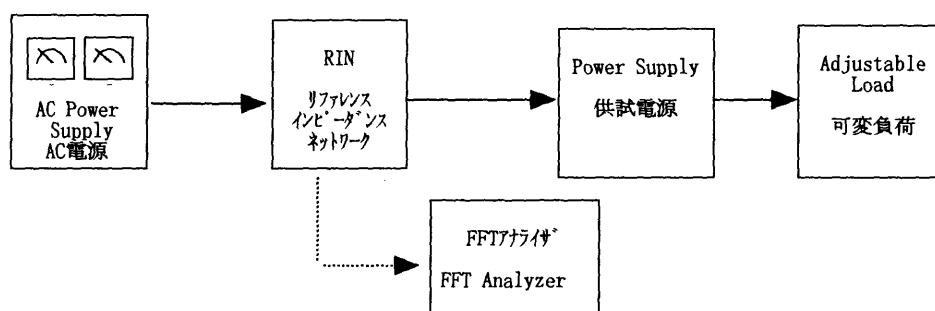 AC Power
Supply
AC電源
RIN
リファレンス
インピーダンス
ネットワーク
Power Supply
供試電源
Adjustable
Load
可変負荷
FFTアナライザ
FFT Analyzer